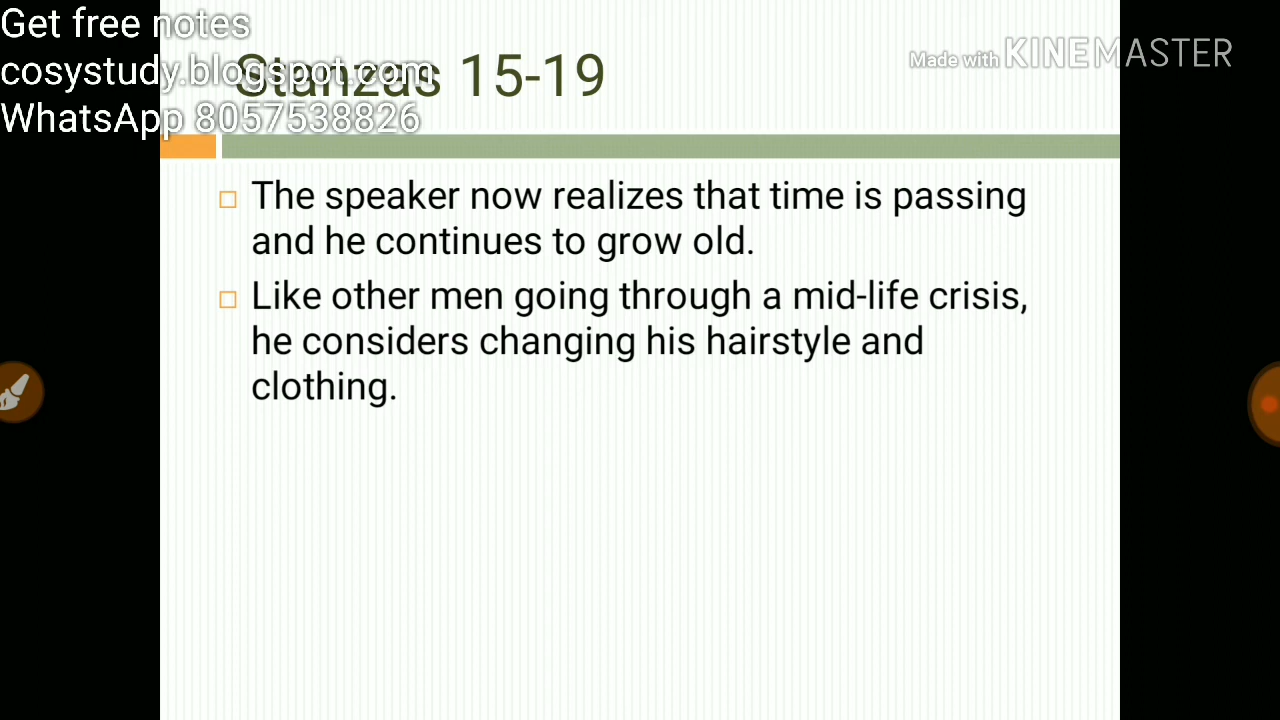 Get free notes
cosystudy.blogspot.com
WhatsApp 8057538826
Stanzas 15-19
Made with KINEMASTER
The speaker now realizes that time is passing
and he continues to grow old.
Like other men going through a mid-life crisis,
he considers changing his hairstyle and
clothing.